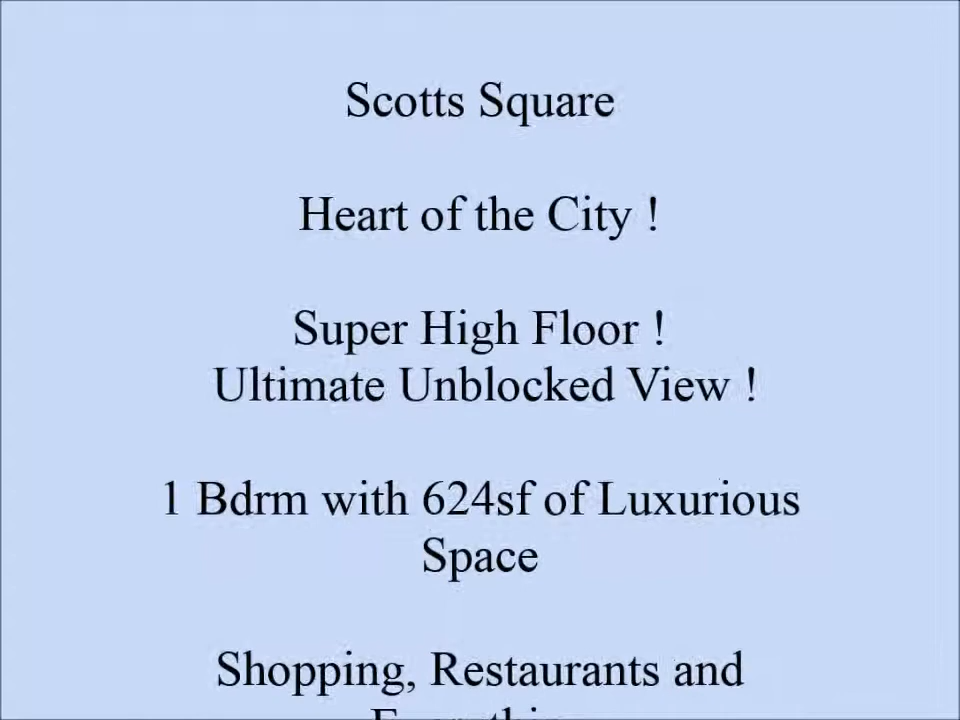 Scotts Square
Heart of the City !
Super High Floor !
Ultimate Unblocked View !
1 Bdrm with 624sf of Luxurious
Space
Shopping, Restaurants and